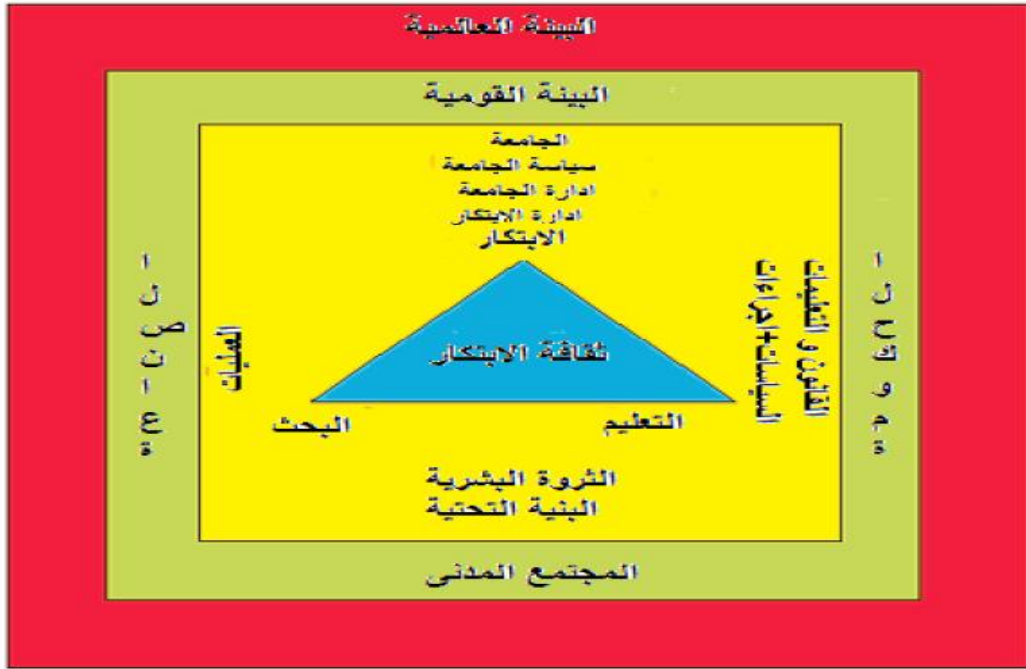 البيئة العالمية
البيئة القومية
الجامعة
سياسة الجامعة
ادارة الجامعة
ادارة الابتكار
الابتكار
ا ل ح ك و م ة
القانون و التعليمات
السياسات+اجراءات
ثقافة الابتكار
العمليات
ا ل ص ن ا ع ة
التعليم
البحث
الثروة البشرية
البنية التحتية
المجتمع المدنى